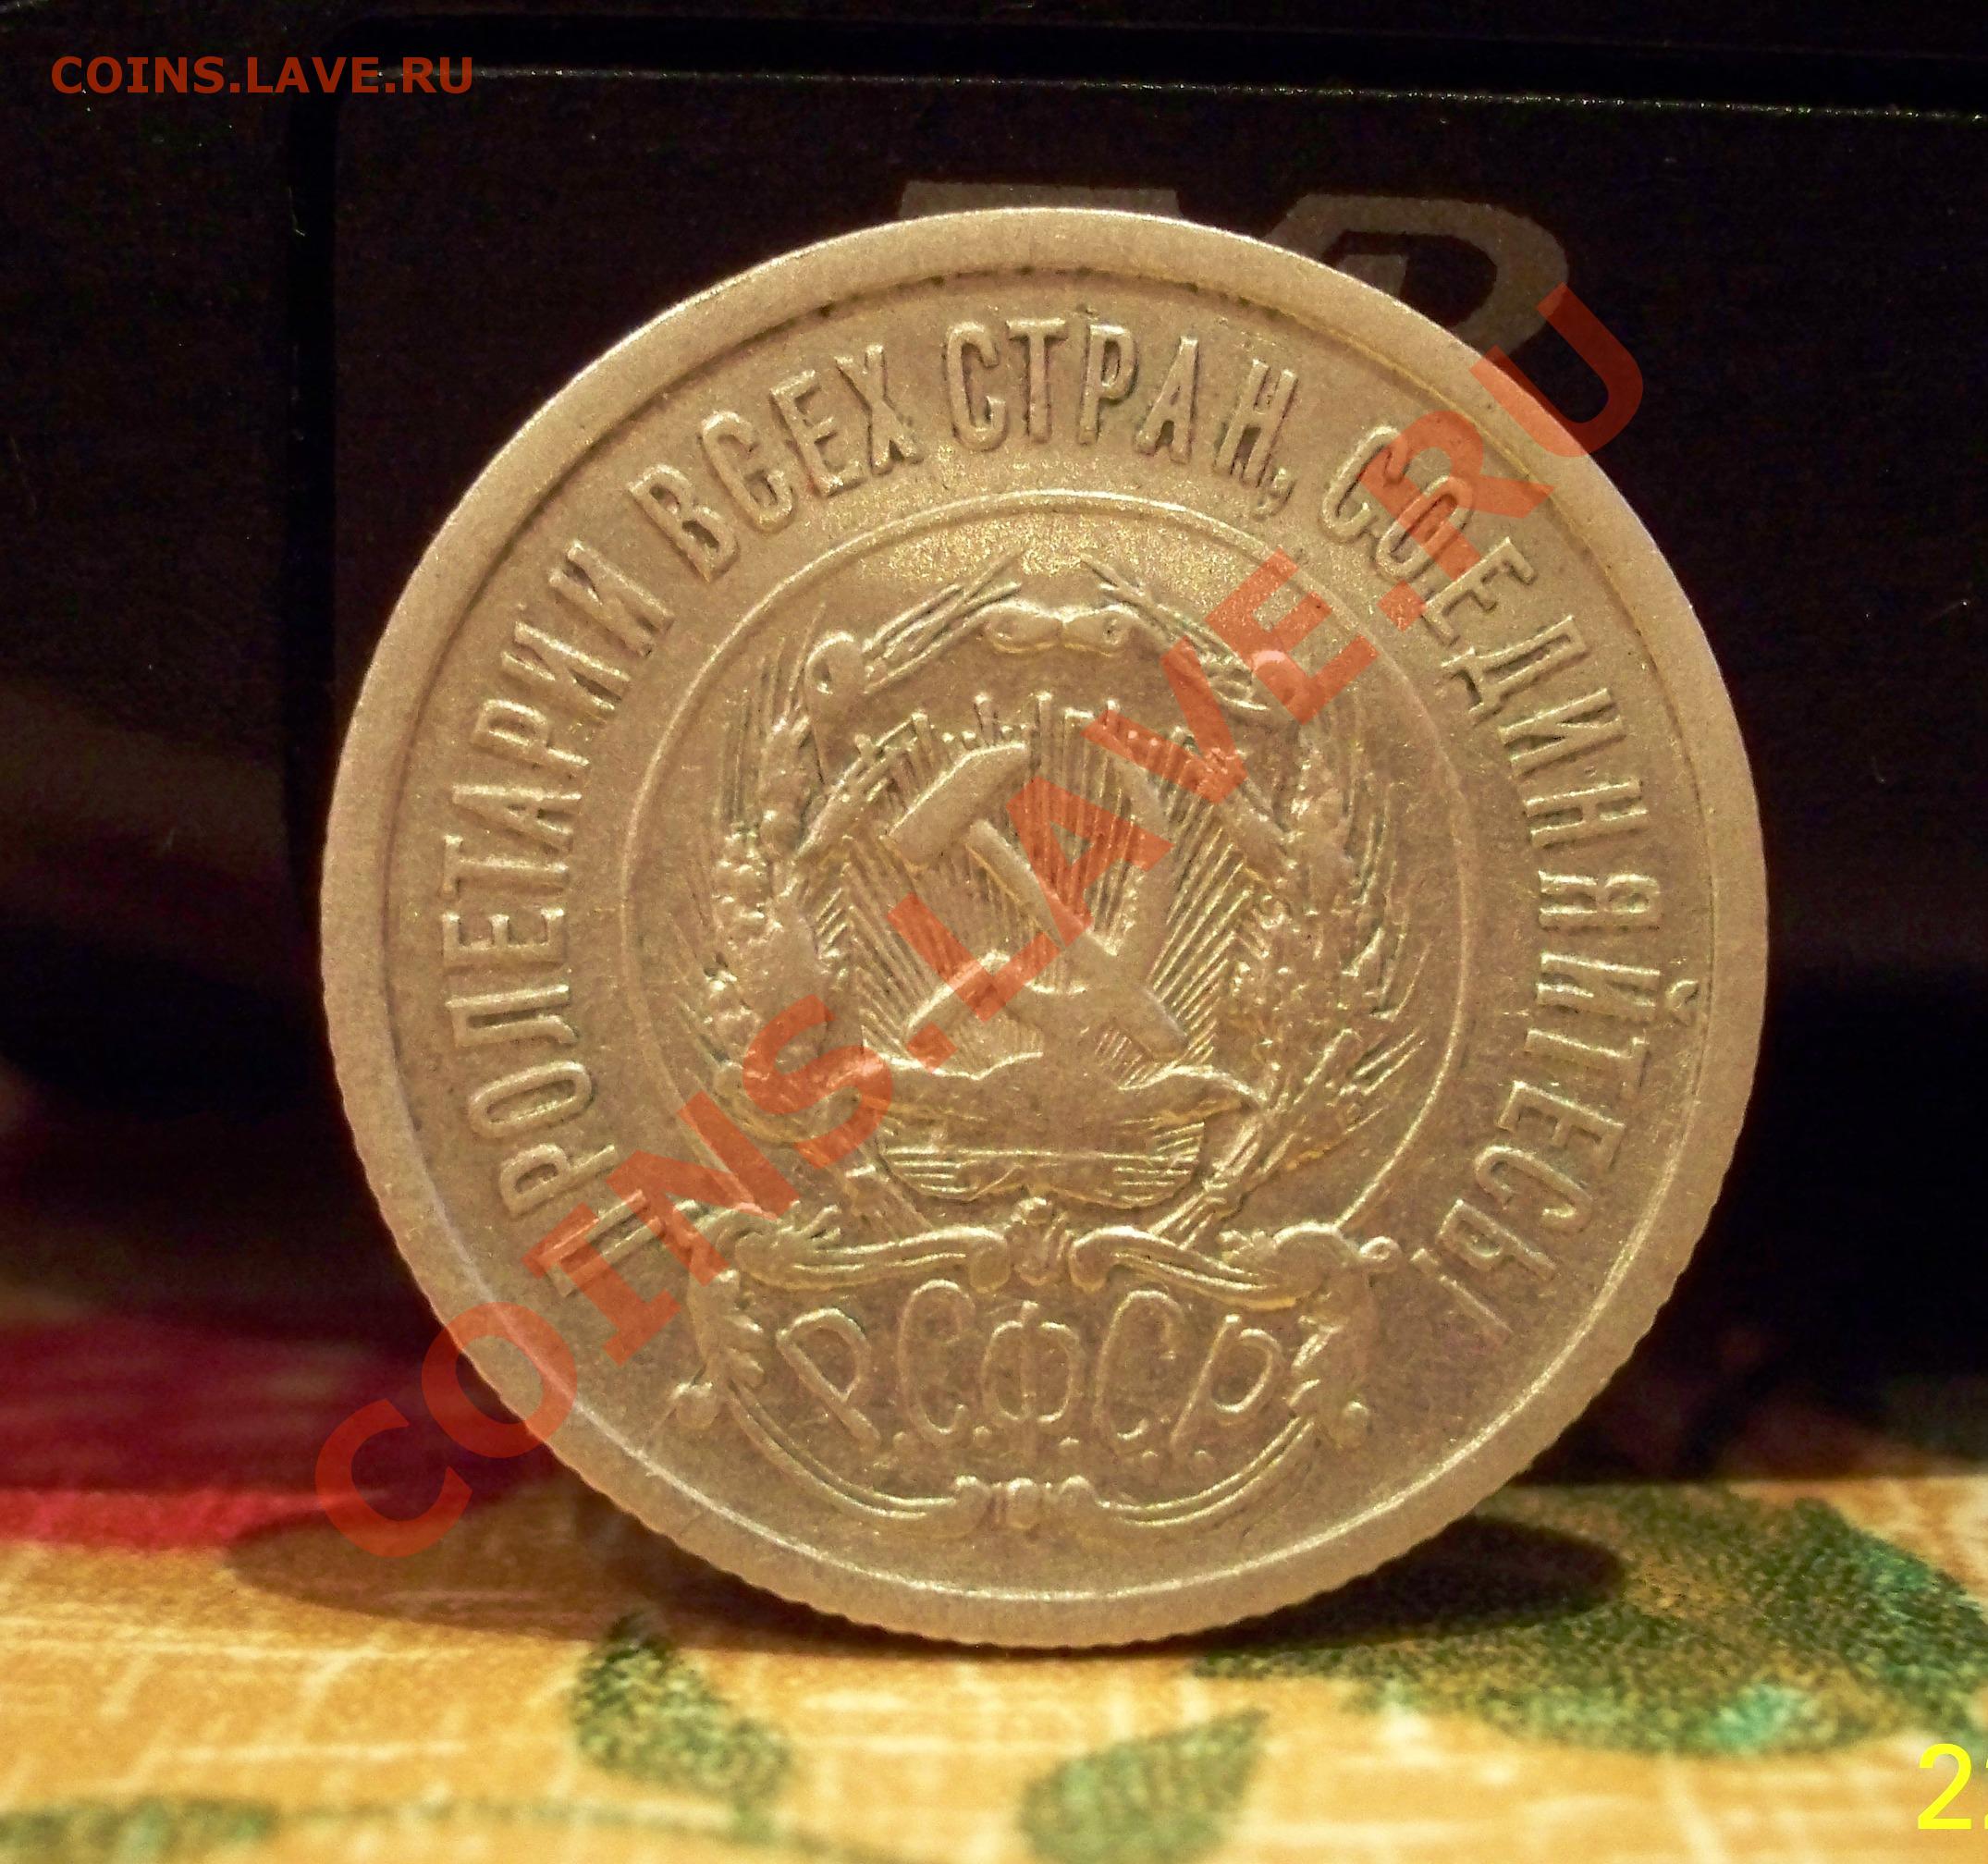 COINS.LAVE.RU
ПРОЛЕТАРИИ ВСЕХ СТРАН, СОЕДИНЯЙТЕСЬ!
Р.С.Ф.С.Р.
COINS.LAVE.RU